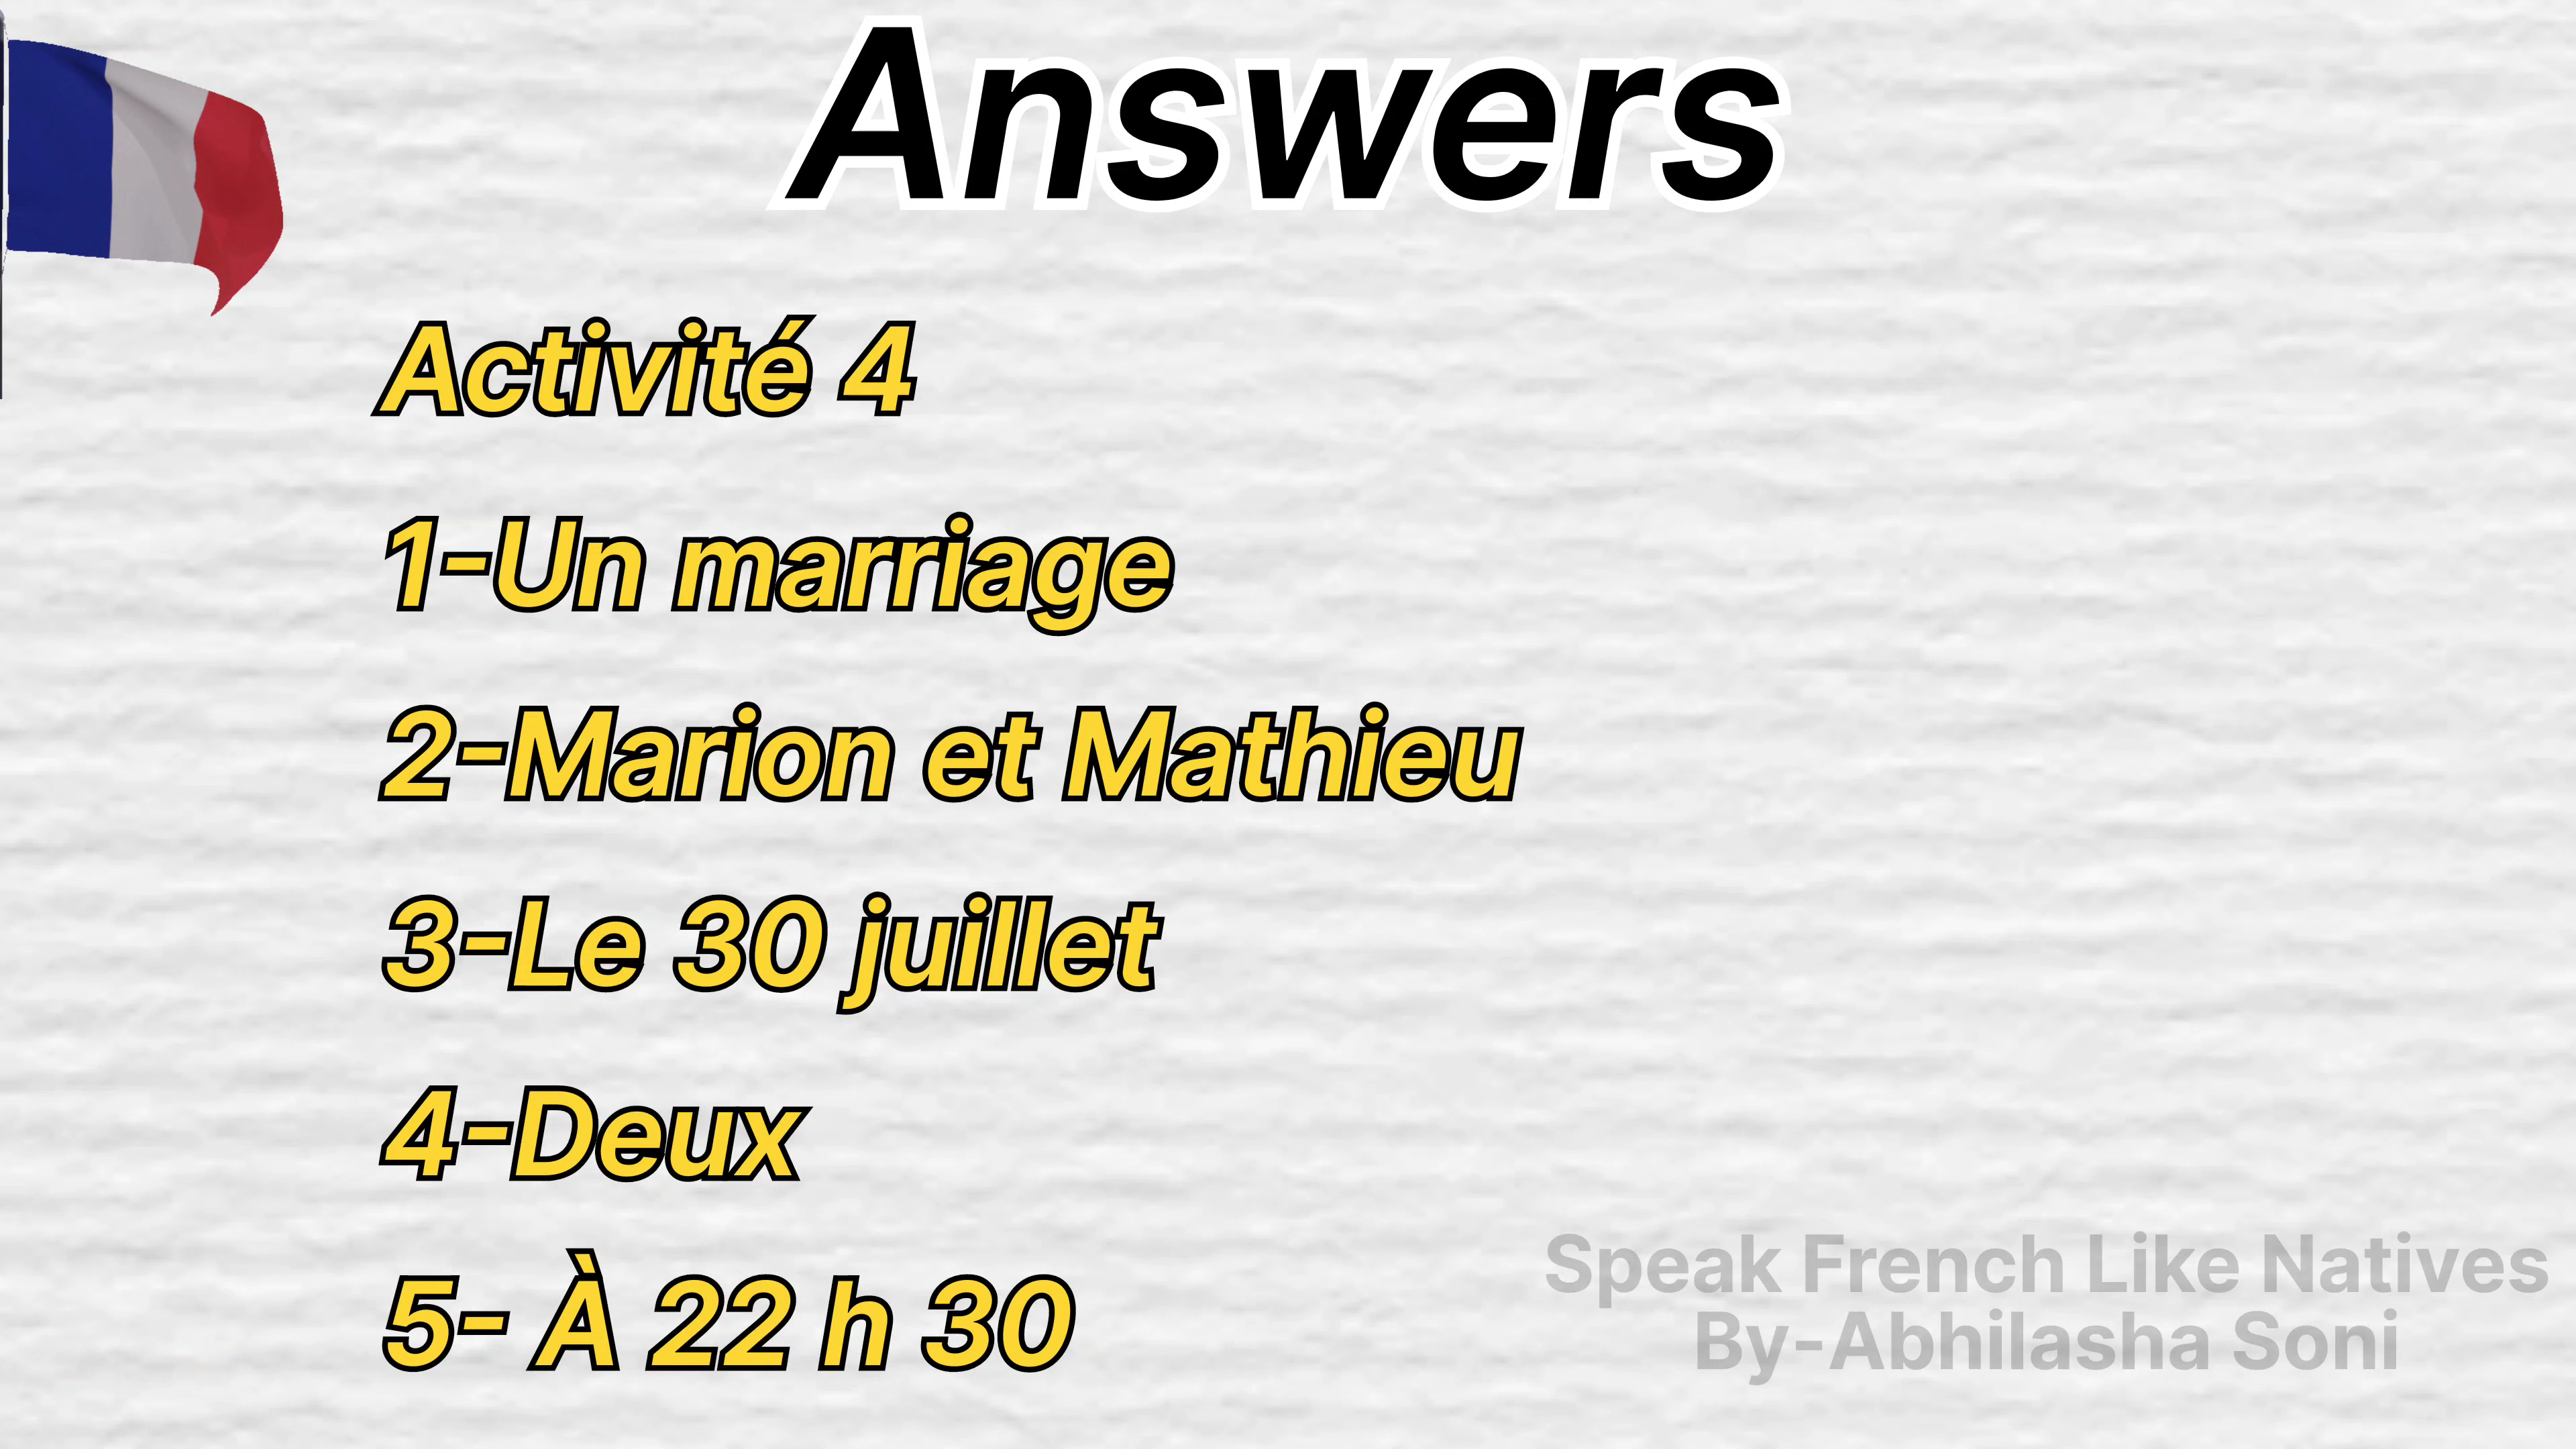 Answers
Activité 4
1-Un marriage
2-Marion et Mathieu
3-Le 30 juillet
4-Deux
5- À 22 h 30
Speak French Like Natives
By-Abhilasha Soni